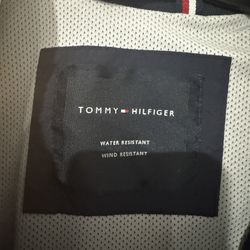 TOMMY HILFIGER
WATER RESISTANT
WIND RESISTANT